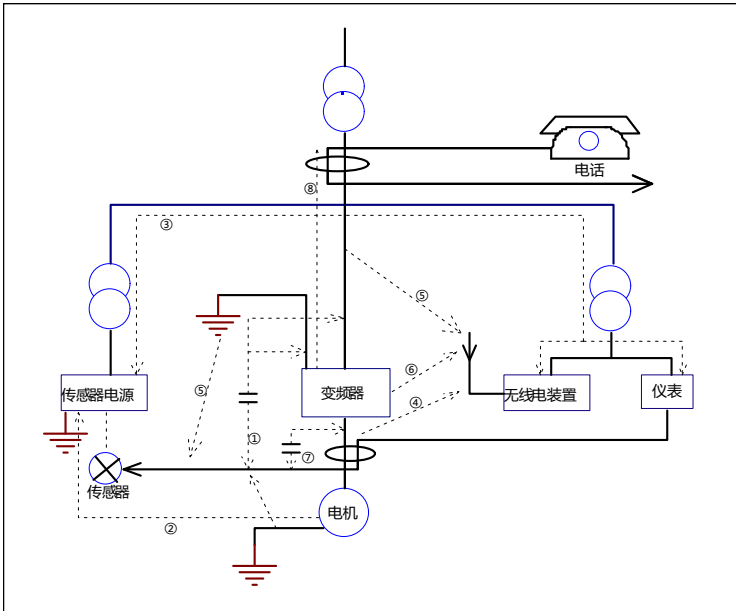 电话
⑧
③
⑤
⑥
传感器电源
⑤
变频器
④
无线电装置
仪表
①
⑦
传感器
电机
②